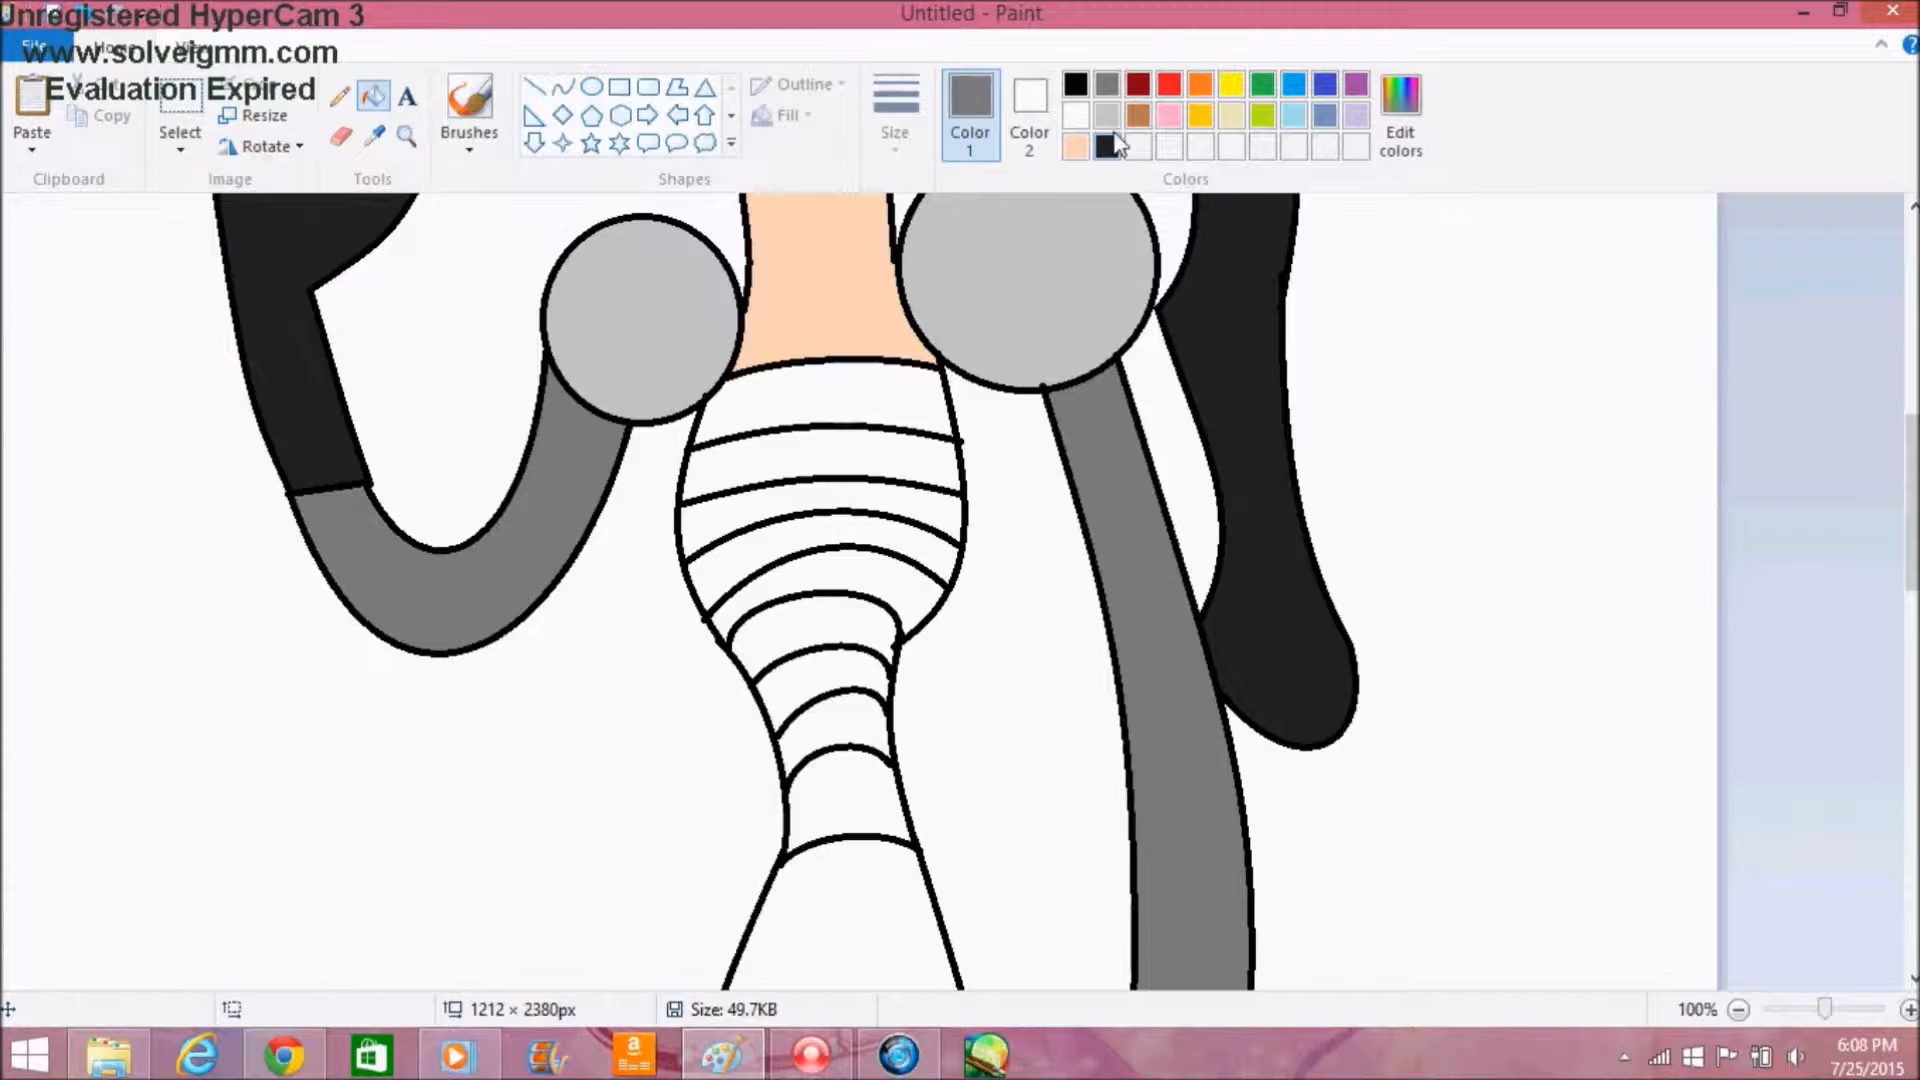 Unregistered HyperCam 3
Untitled - Paint
File
Home
www.solveigmm.com
Evaluation Expired
Paste
Copy
Select
Resize
Rotate
A
Brushes
Outline
Fill
Size
Color 1
Color 2
Edit colors
Clipboard
Image
Tools
Shapes
Colors
1212 × 2380px
Size: 49.7KB
100%
a
6:08 PM
7/25/2015